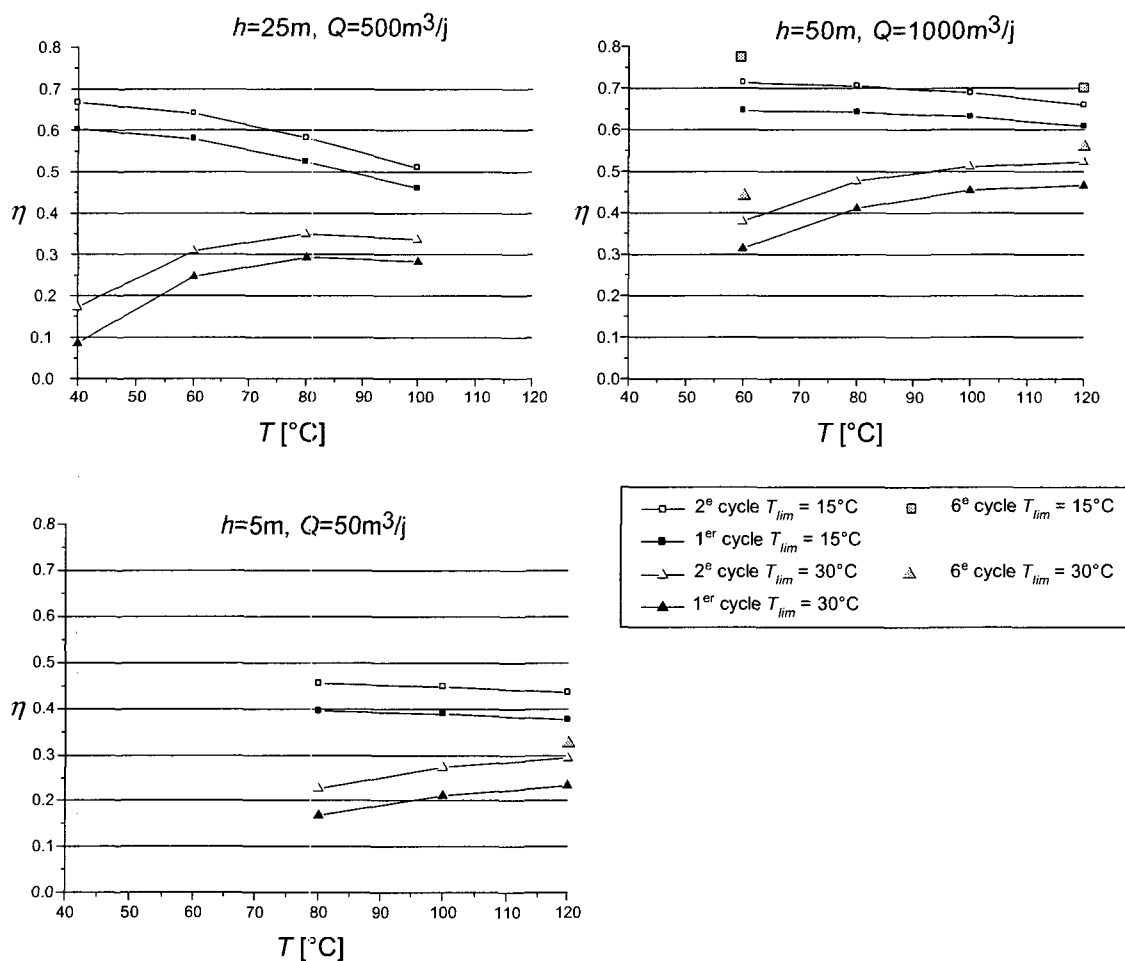 h=25m, Q=500m³/j
0.8
0.7
0.6
0.5
η
0.4
0.3
0.2
0.1
0.0
40 50 60 70 80 90 100 110 120
T [°C]
h=50m, Q=1000m³/j
0.8
0.7
0.6
0.5
η
0.4
0.3
0.2
0.1
0.0
40 50 60 70 80 90 100 110 120
T [°C]
h=5m, Q=50m³/j
0.8
0.7
0.6
0.5
η
0.4
0.3
0.2
0.1
0.0
40 50 60 70 80 90 100 110 120
T [°C]
2e cycle Tlim = 15°C
6e cycle Tlim = 15°C
1er cycle Tlim = 15°C
2e cycle Tlim = 30°C
6e cycle Tlim = 30°C
1er cycle Tlim = 30°C